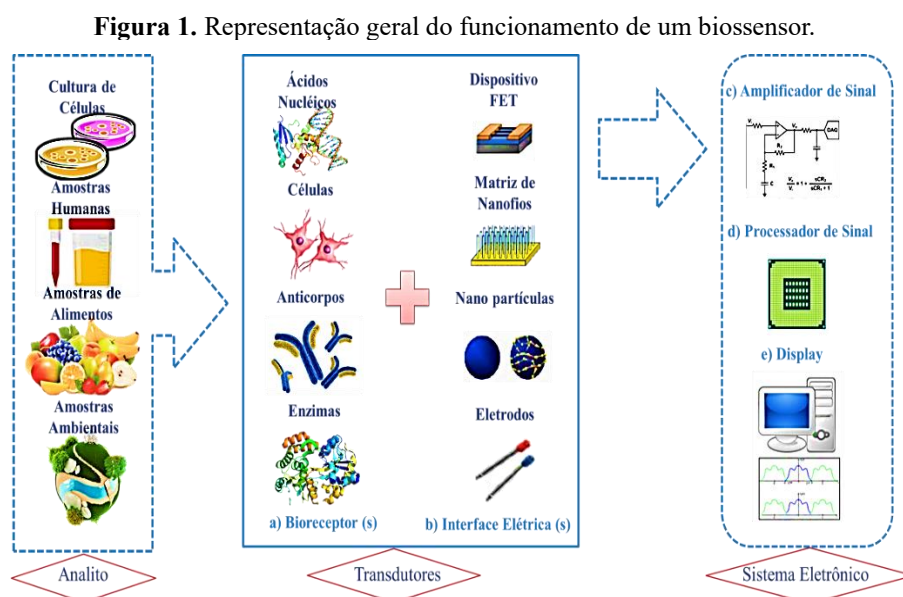 Figura 1. Representação geral do funcionamento de um biossensor.
Cultura de
Células
Amostras
Humanas
Amostras de
Alimentos
Amostras
Ambientais
Analito
Ácidos
Nucléicos
Células
Anticorpos
Enzimas
a) Bioreceptor (s)
Dispositivo
FET
Matriz de
Nanofios
Nano partículas
Eletrodos
b) Interface Elétrica (s)
Transdutores
c) Amplificador de Sinal
DAQ
C
d) Processador de Sinal
e) Display
Sistema Eletrônico